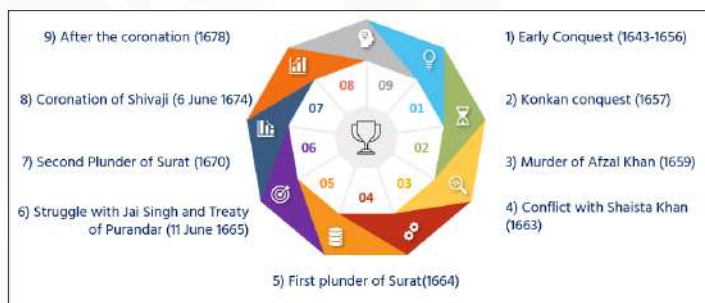 1) Early Conquest (1643-1656)
2) Konkan conquest (1657)
3) Murder of Afzal Khan (1659)
4) Conflict with Shaista Khan
(1663)
5) First plunder of Surat(1664)
6) Struggle with Jai Singh and Treaty
of Purandar (11 June 1665)
7) Second Plunder of Surat (1670)
8) Coronation of Shivaji (6 June 1674)
9) After the coronation (1678)
01
02
03
04
05
06
07
08
09